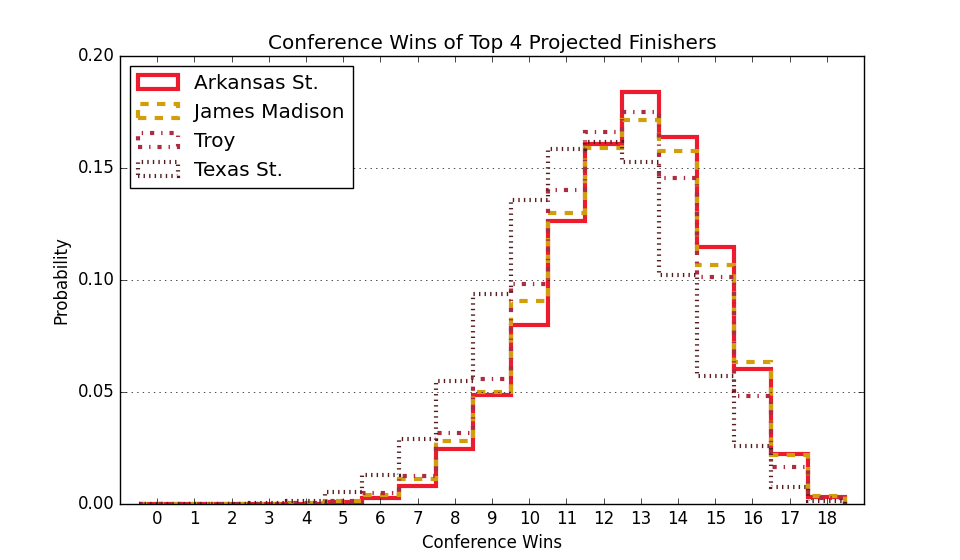 Conference Wins of Top 4 Projected Finishers
0.20
0.15
0.10
0.05
0.00
Probability
Arkansas St.
James Madison
Troy
Texas St.
0 1 2 3 4 5 6 7 8 9 10 11 12 13 14 15 16 17 18
Conference Wins